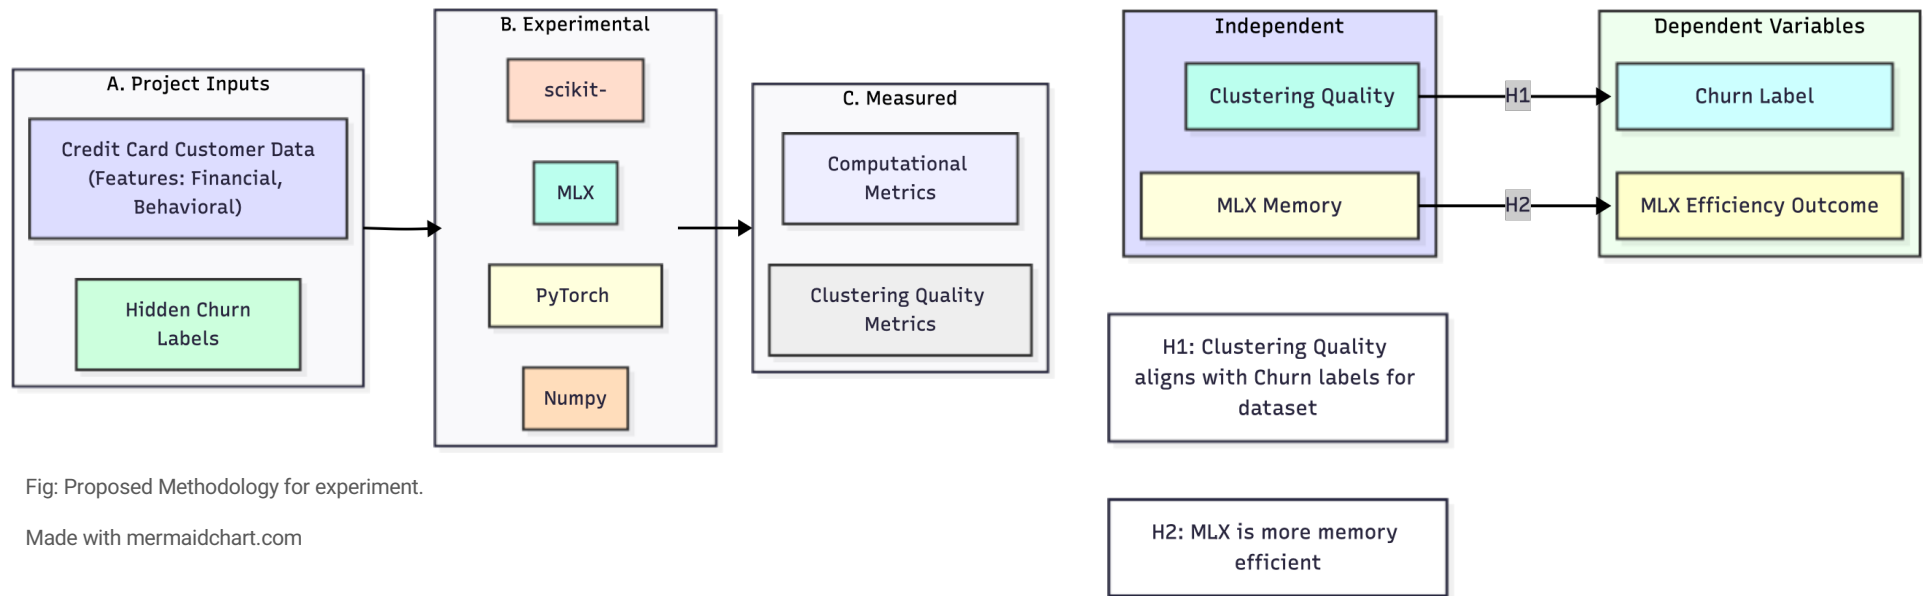 A. Project Inputs
Credit Card Customer Data
(Features: Financial,
Behavioral)
Hidden Churn
Labels
B. Experimental
scikit-
MLX
PyTorch
Numpy
C. Measured
Computational
Metrics
Clustering Quality
Metrics
Fig: Proposed Methodology for experiment.
Made with mermaidchart.com
Independent
Clustering Quality
MLX Memory
H1
H2
Dependent Variables
Churn Label
MLX Efficiency Outcome
H1: Clustering Quality
aligns with Churn labels for
dataset
H2: MLX is more memory
efficient